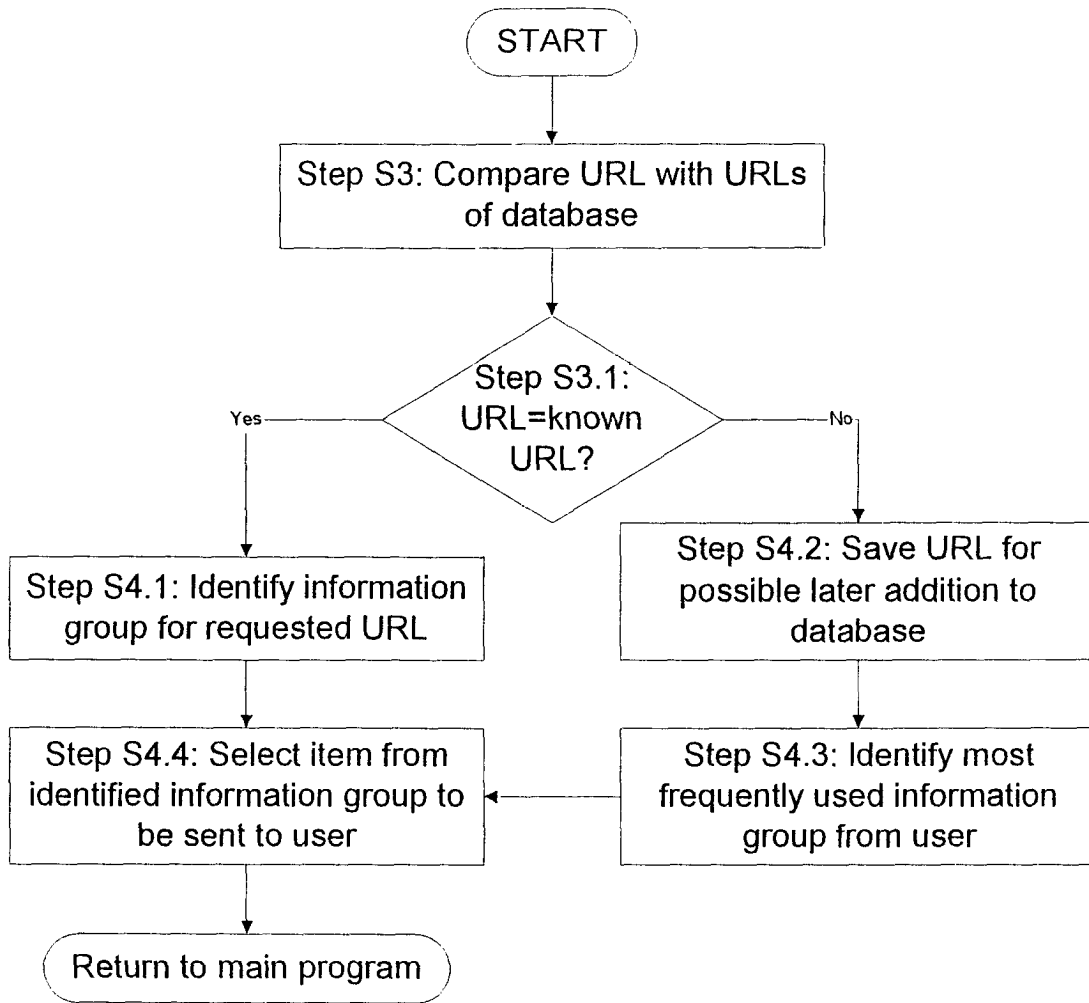 START
Step S3: Compare URL with URLs
of database
Step S3.1:
URL=known
URL?
Yes
No
Step S4.1: Identify information
group for requested URL
Step S4.2: Save URL for
possible later addition to
database
Step S4.4: Select item from
identified information group to
be sent to user
Step S4.3: Identify most
frequently used information
group from user
Return to main program